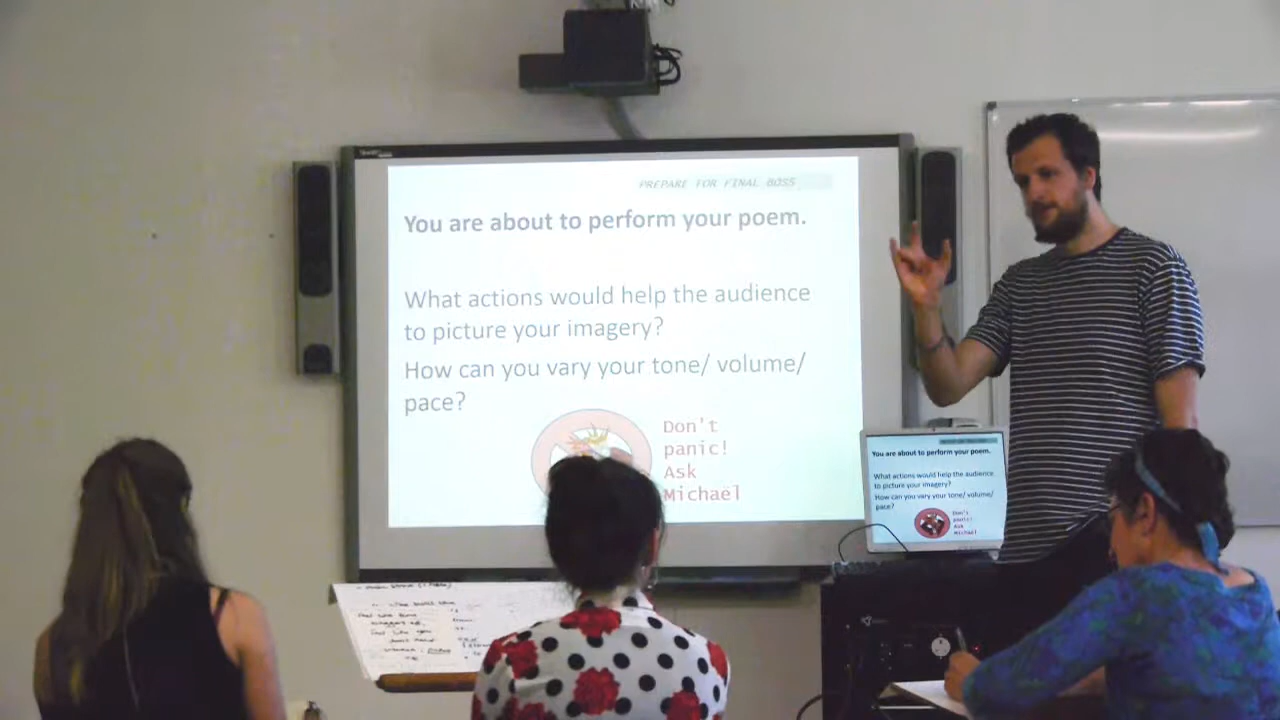 PREPARE FOR FINAL BOSS
You are about to perform your poem.
What actions would help the audience
to picture your imagery?
How can you vary your tone/ volume/
pace?
Don't
panic!
Ask
Michaël
You are about to perform your poem.
What actions would help the audience
to picture your imagery?
How can you vary your tone/ volume/
pace?
Don't
panic!
Ask
Michaël